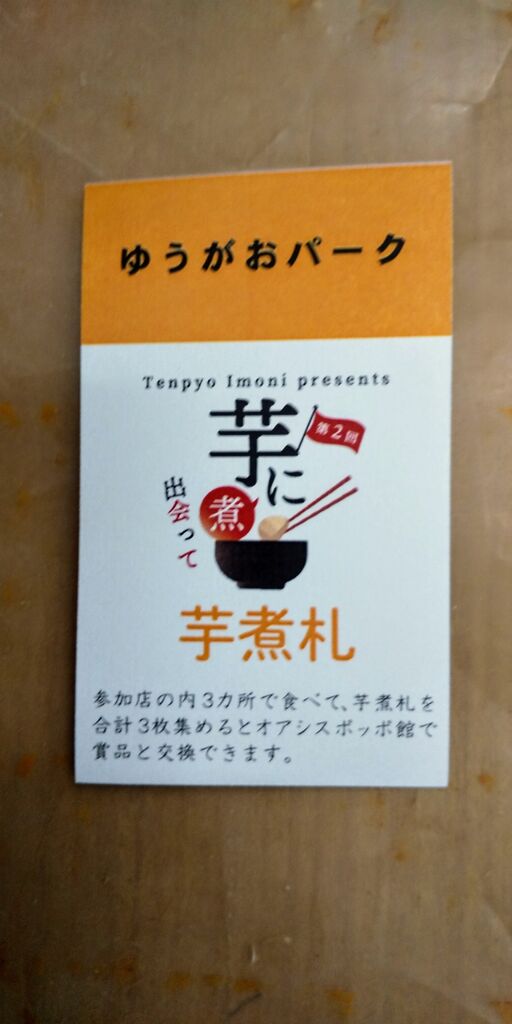 ゆうがおパーク
Tenpyo Imoni presents
第2回
芋に
煮
出会って
芋煮札
参加店の内3カ所で食べて、芋煮札を
合計3枚集めるとオアシスポッポ館で
賞品と交換できます。